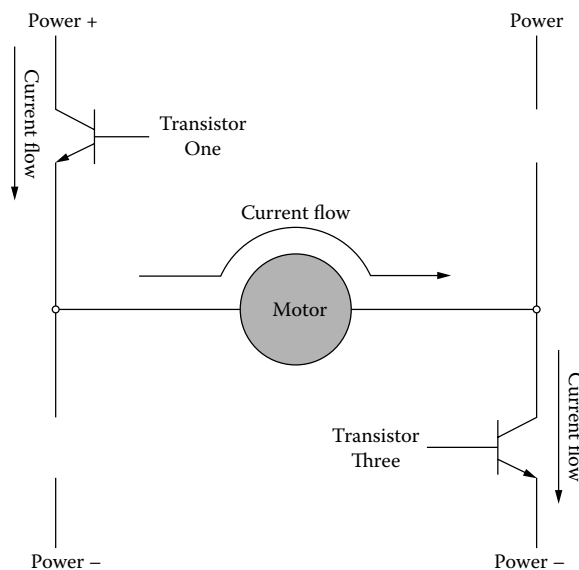 Power +
Power
Current flow
Transistor
One
Current flow
Motor
Current flow
Transistor
Three
Power –
Power –